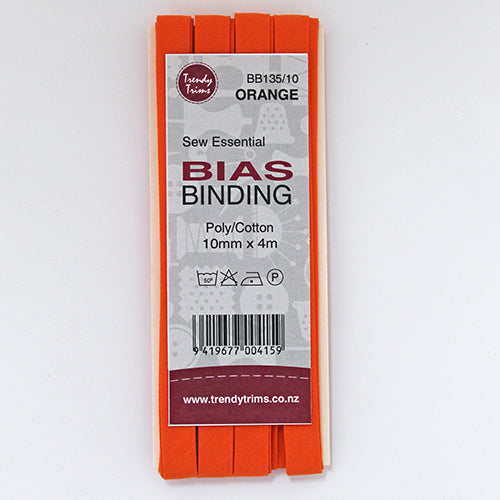 Trendy
Trims
BB135/10
ORANGE
Sew Essential
BIAS
BINDING
Poly/Cotton
10mm x 4m
50°
P
9 419677 004159
www.trendytrims.co.nz